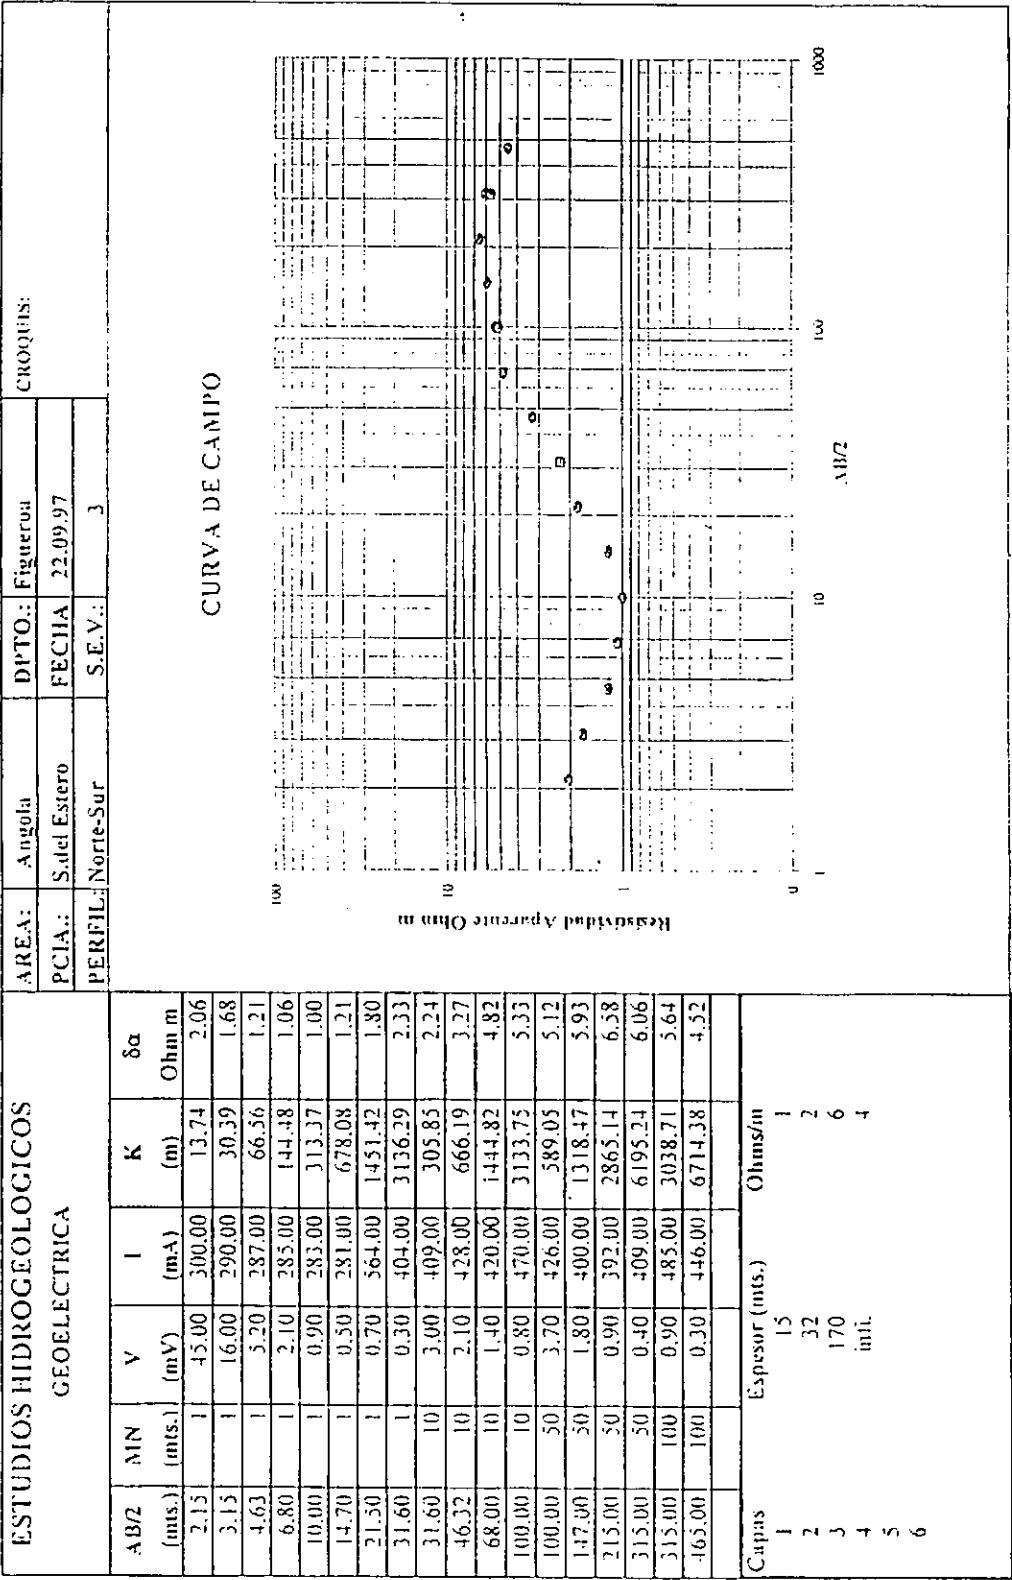 ESTUDIOS HIDROGEOLOGICOS
GEOELECTRICA
AREA: Angola DPTO.: Figueroa CROQUIS:
PCIA.: S.del Estero FECHA 22.09.97
PERFIL: Norte-Sur S.E.V.: 3
AB/2 MN V I K δα
(mts.) (mts.) (mV) (mA) (m) Ohm m
2.15 1 45.00 300.00 13.74 2.06
3.15 1 16.00 290.00 30.39 1.68
4.63 1 5.20 287.00 66.56 1.21
6.80 1 2.10 285.00 144.48 1.06
10.00 1 0.90 283.00 313.37 1.00
14.70 1 0.50 281.00 678.08 1.21
21.50 1 0.70 564.00 1451.42 1.80
31.60 1 0.30 404.00 3136.29 2.33
31.60 10 3.00 409.00 305.85 2.24
46.32 10 2.10 428.00 666.19 3.27
68.00 10 1.40 420.00 1444.82 4.82
100.00 10 0.80 470.00 3133.75 5.33
100.00 50 3.70 426.00 589.05 5.12
147.00 50 1.80 400.00 1318.47 5.93
215.00 50 0.90 392.00 2865.14 6.58
315.00 50 0.40 409.00 6195.24 6.06
315.00 100 0.90 485.00 3038.71 5.64
465.00 100 0.30 446.00 6714.38 4.52
Capas Espesor (mts.) Ohms/m
1 15 1
2 32 2
3 170 6
4 infi. 4
5
6
CURVA DE CAMPO
Resistividad Aparente Ohm m
100
10
1
0
1 10 100 1000
AB/2